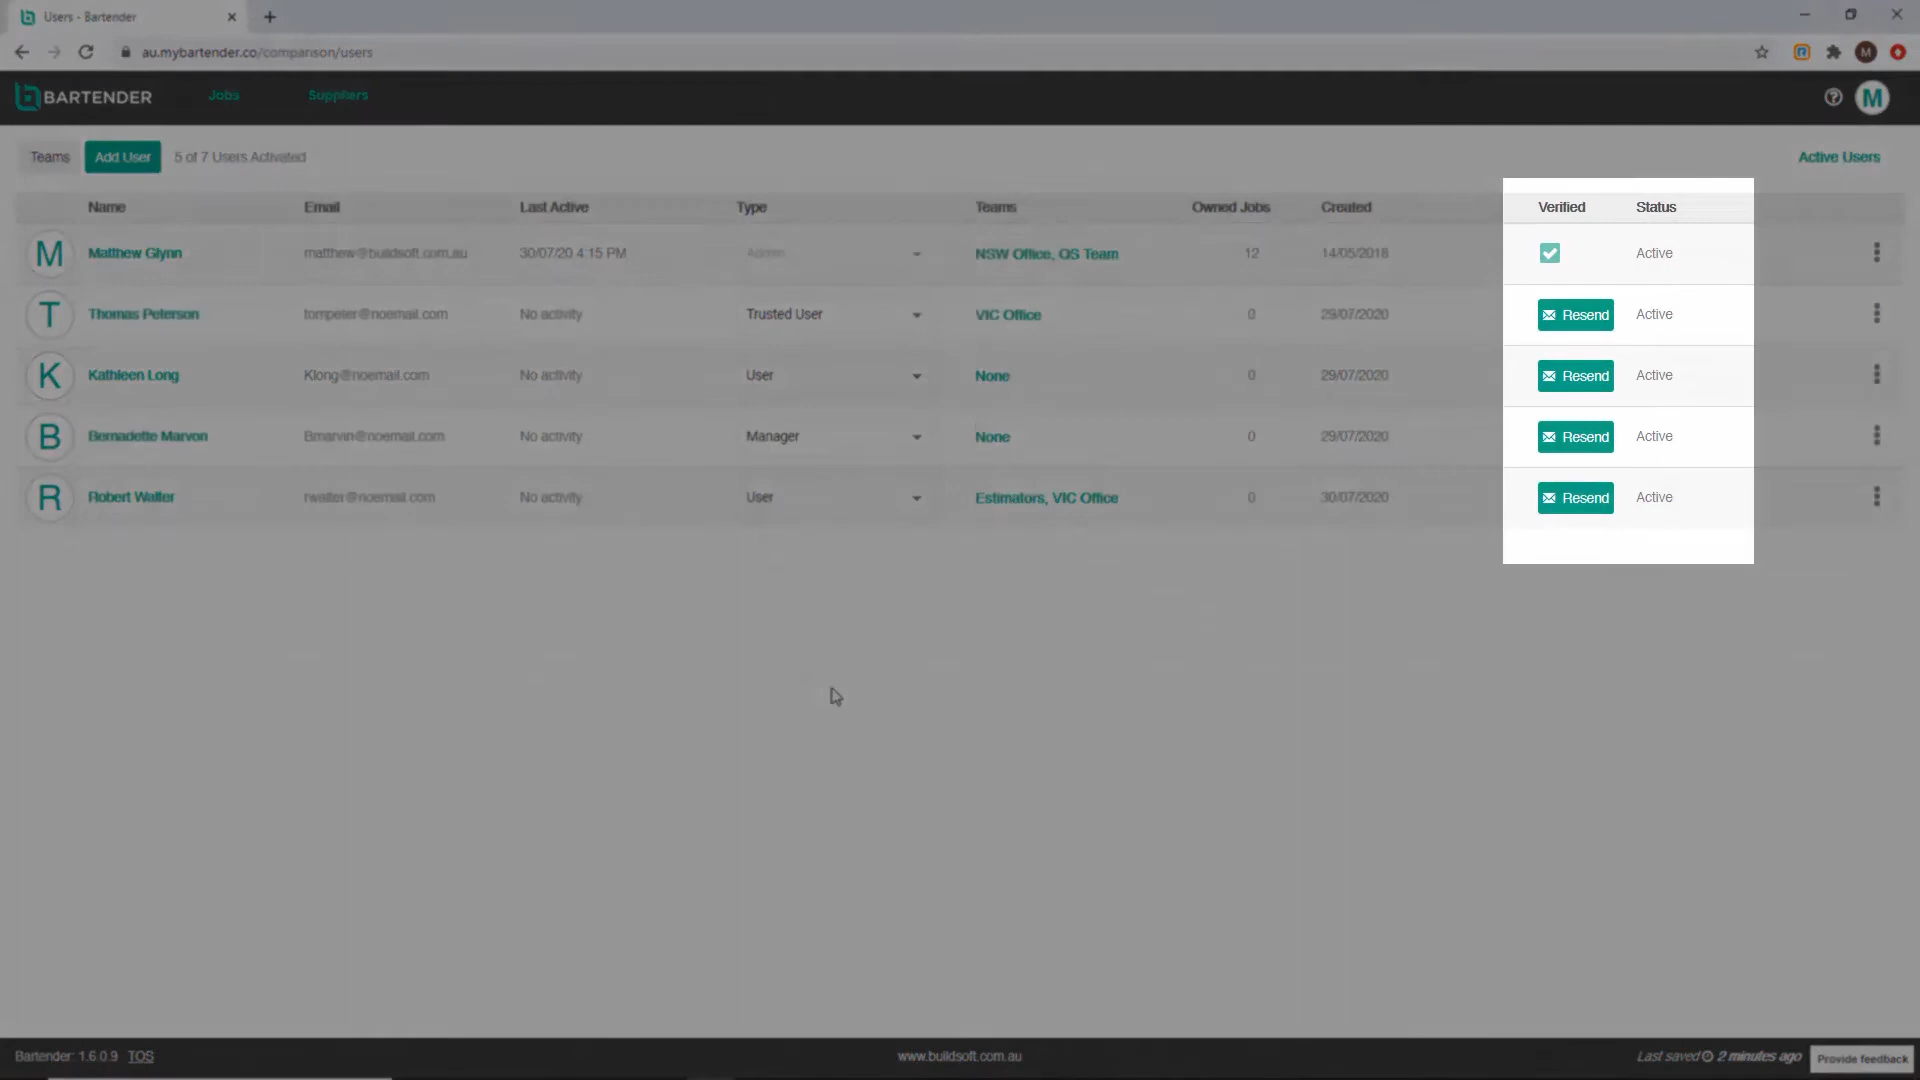 Users - Bartender
au.mybartender.co/comparison/users
M
BARTENDER Jobs Suppliers M
Teams Add User 5 of 7 Users Activated Active Users
Name Email Last Active Type Teams Owned Jobs Created Verified Status
M Matthew Glynn matthew@buildsoft.com.au 30/07/20 4:15 PM Admin NSW Office, QS Team 12 14/05/2018 Active
T Thomas Peterson tompeter@noemail.com No activity Trusted User VIC Office 0 29/07/2020 Resend Active
K Kathleen Long Klong@noemail.com No activity User None 0 29/07/2020 Resend Active
B Bernadette Marvon Bmarvin@noemail.com No activity Manager None 0 29/07/2020 Resend Active
R Robert Walter rwalter@noemail.com No activity User Estimators, VIC Office 0 30/07/2020 Resend Active
Bartender: 1.6.0.9 TOS www.buildsoft.com.au Last saved 2 minutes ago Provide feedback